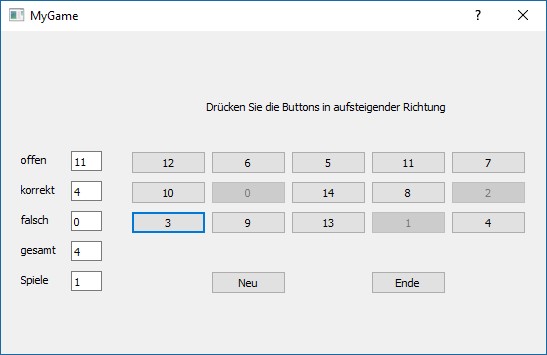 MyGame ?
Drücken Sie die Buttons in aufsteigender Richtung
offen 11 12 6 5 11 7
korrekt 4 10 0 14 8 2
falsch 0 3 9 13 1 4
gesamt 4
Spiele 1 Neu Ende